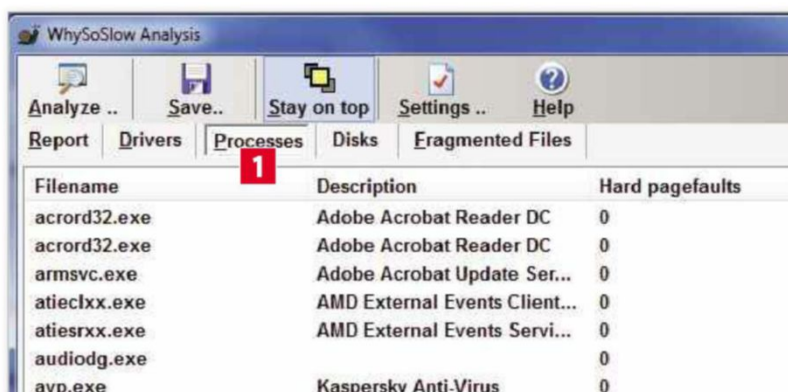 WhySoSlow Analysis
Analyze .. Save.. Stay on top Settings .. Help
Report Drivers Processes Disks Fragmented Files
1
Filename Description Hard pagefaults
acrord32.exe Adobe Acrobat Reader DC 0
acrord32.exe Adobe Acrobat Reader DC 0
armsvc.exe Adobe Acrobat Update Ser... 0
atieclxx.exe AMD External Events Client... 0
atiesrxx.exe AMD External Events Servi... 0
audiodg.exe 0
avp.exe Kaspersky Anti-Virus 0